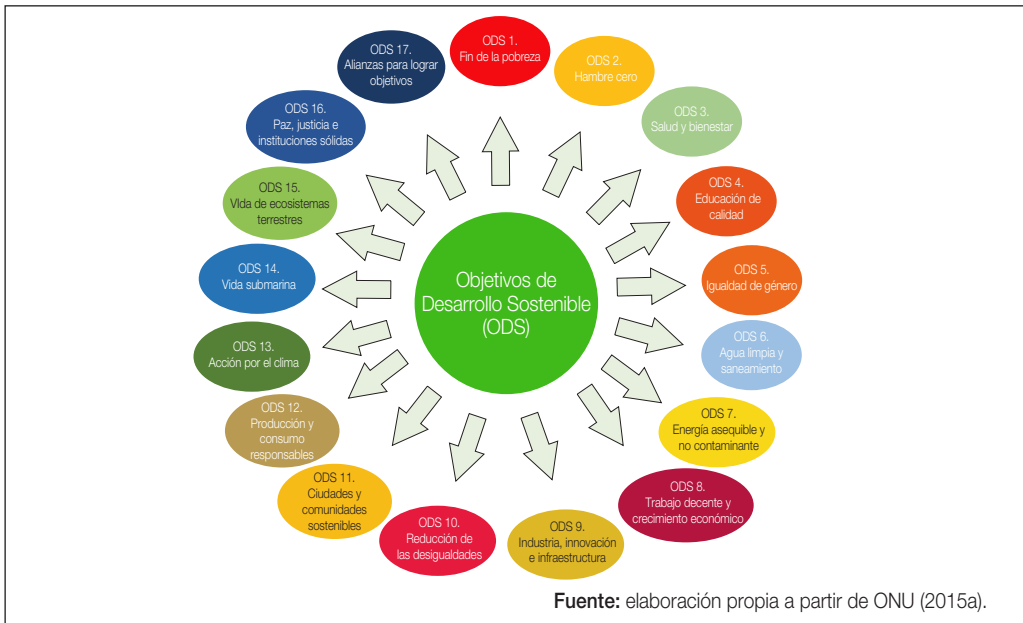 ODS 1.
Fin de la pobreza
ODS 2.
Hambre cero
ODS 3.
Salud y bienestar
ODS 4.
Educación de
calidad
ODS 5.
Igualdad de género
ODS 6.
Agua limpia y
saneamiento
ODS 7.
Energía asequible y
no contaminante
ODS 8.
Trabajo decente y
crecimiento económico
ODS 9.
Industria, innovación
e infraestructura
ODS 10.
Reducción de
las desigualdades
ODS 11.
Ciudades y
comunidades
sostenibles
ODS 12.
Producción y
consumo
responsables
ODS 13.
Acción por el clima
ODS 14.
Vida submarina
ODS 15.
VIda de ecosistemas
terrestres
ODS 16.
Paz, justicia e
instituciones sólidas
ODS 17.
Alianzas para lograr
objetivos
Objetivos de
Desarrollo Sostenible
(ODS)
Fuente: elaboración propia a partir de ONU (2015a).